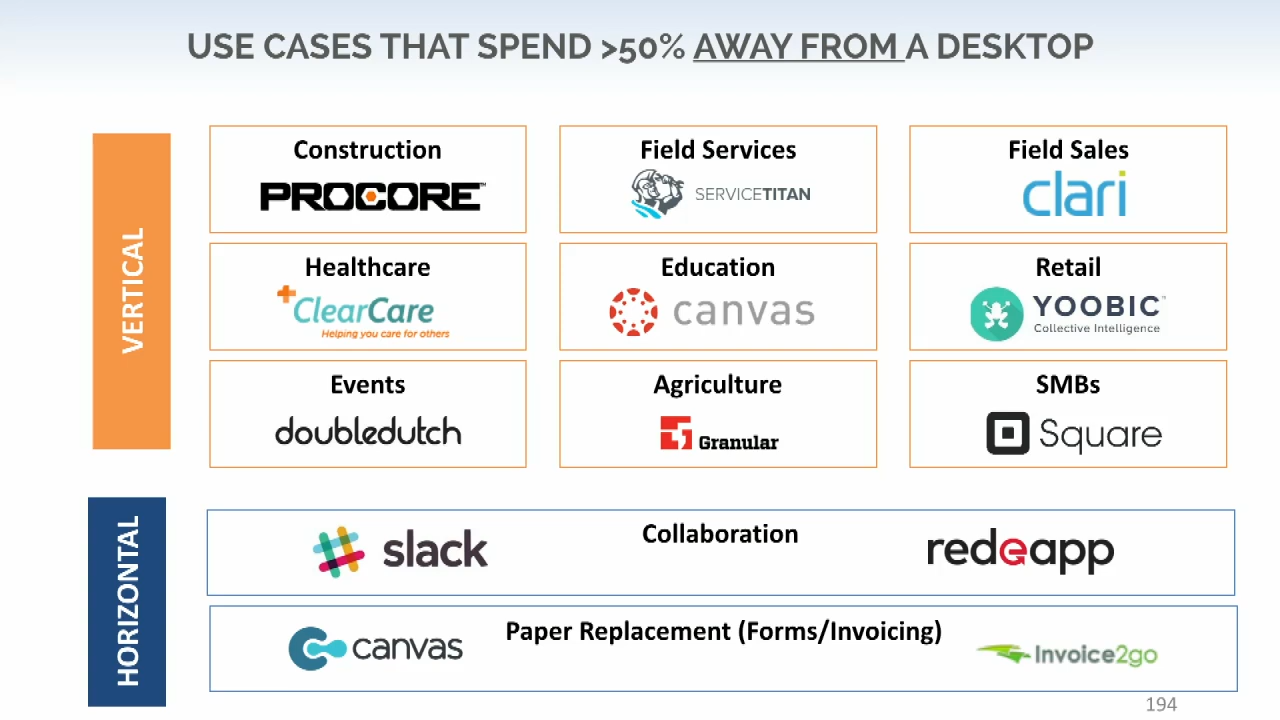 USE CASES THAT SPEND >50% AWAY FROM A DESKTOP
VERTICAL
Construction
PROCORE™
Field Services
SERVICETITAN
Field Sales
clari
Healthcare
ClearCare
Helping you care for others
Education
canvas
Retail
YOOBIC™
Collective Intelligence
Events
doubledutch
Agriculture
Granular
SMBs
Square
HORIZONTAL
Collaboration
slack
redeapp
Paper Replacement (Forms/Invoicing)
canvas
Invoice2go
194